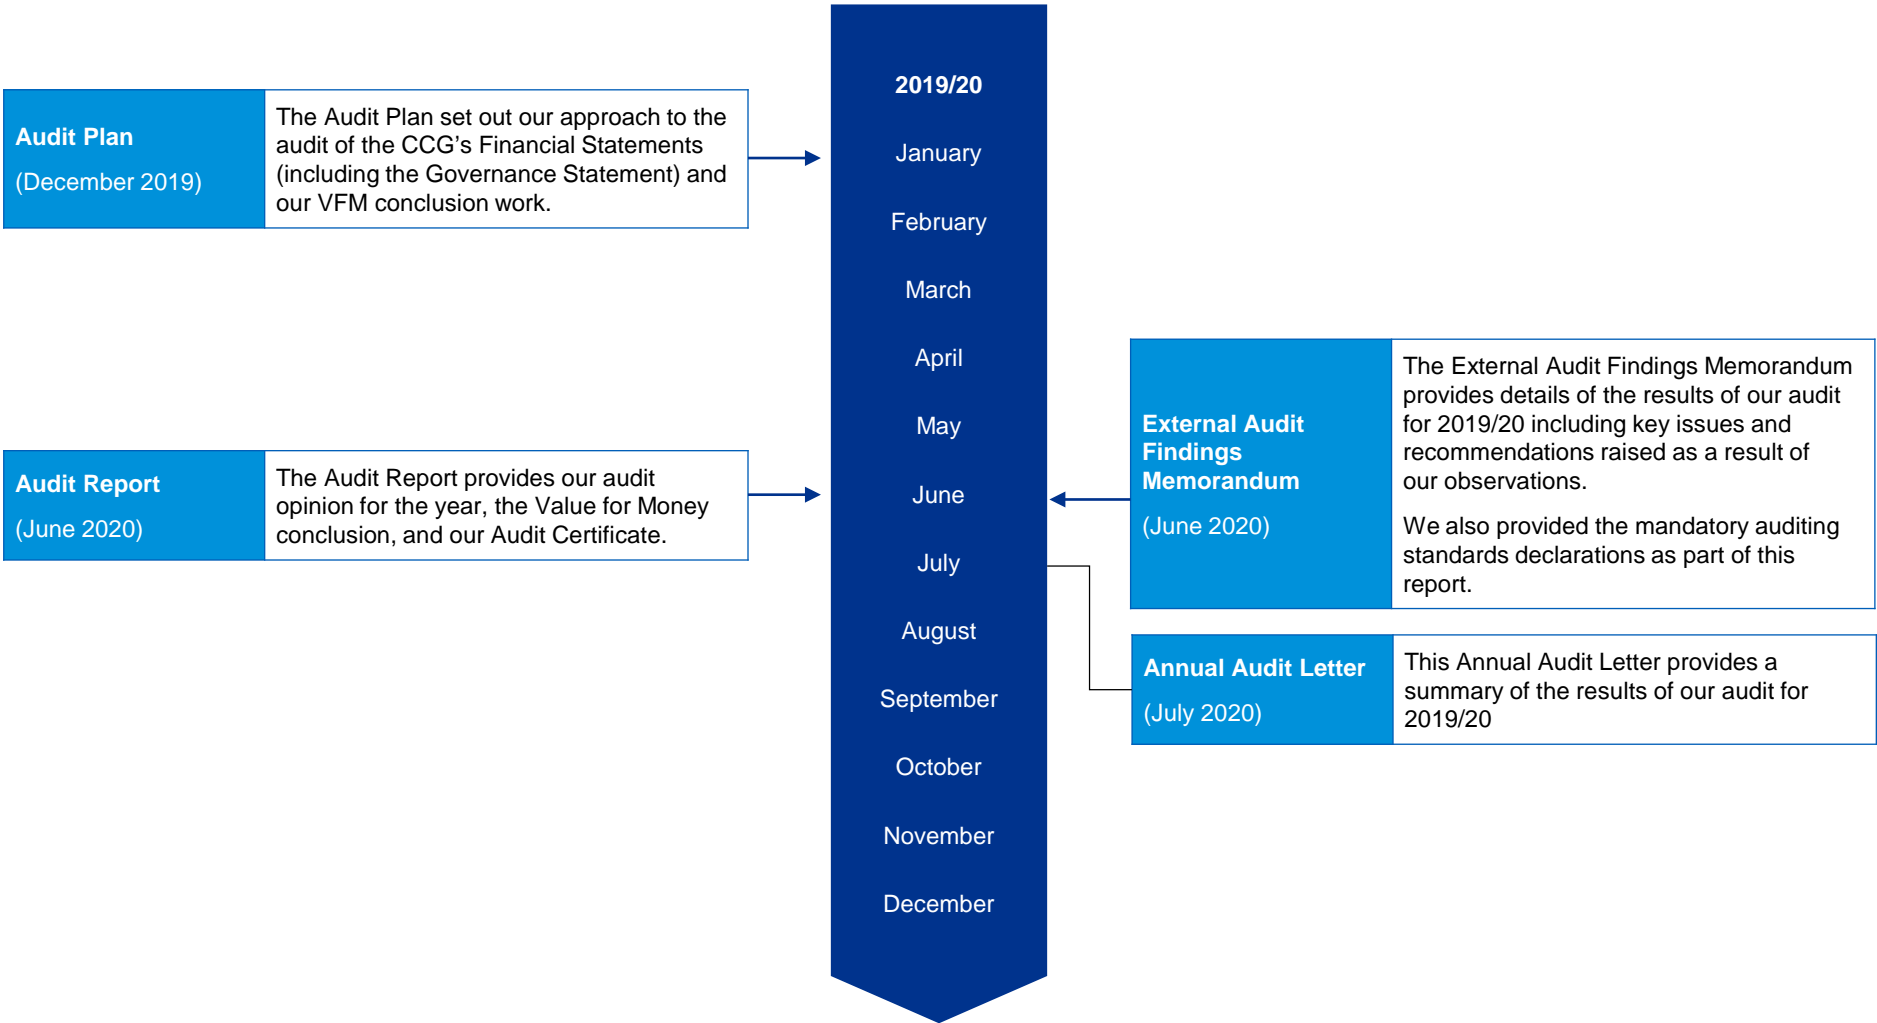 2019/20
January
February
March
April
May
June
July
August
September
October
November
December
Audit Plan
(December 2019)
The Audit Plan set out our approach to the
audit of the CCG's Financial Statements
(including the Governance Statement) and
our VFM conclusion work.
Audit Report
(June 2020)
The Audit Report provides our audit
opinion for the year, the Value for Money
conclusion, and our Audit Certificate.
External Audit
Findings
Memorandum
(June 2020)
The External Audit Findings Memorandum
provides details of the results of our audit
for 2019/20 including key issues and
recommendations raised as a result of
our observations.
We also provided the mandatory auditing
standards declarations as part of this
report.
Annual Audit Letter
(July 2020)
This Annual Audit Letter provides a
summary of the results of our audit for
2019/20